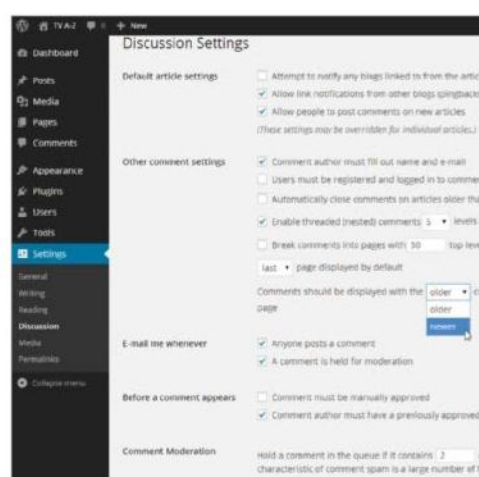 TV A-Z
+ New
Dashboard
Posts
Media
Pages
Comments
Appearance
Plugins
Users
Tools
Settings
General
Writing
Reading
Discussion
Media
Permalinks
Collapse menu
Discussion Settings
Default article settings
Attempt to notify any blogs linked to from the artic
Allow link notifications from other blogs (pingbacks
Allow people to post comments on new articles
(These settings may be overridden for individual articles.)
Other comment settings
Comment author must fill out name and e-mail
Users must be registered and logged in to commen
Automatically close comments on articles older tha
Enable threaded (nested) comments 5 levels
Break comments into pages with 50 top leve
last page displayed by default
Comments should be displayed with the older c
page
older
newer
E-mail me whenever
Anyone posts a comment
A comment is held for moderation
Before a comment appears
Comment must be manually approved
Comment author must have a previously approved
Comment Moderation
Hold a comment in the queue if it contains 2
characteristic of comment spam is a large number of